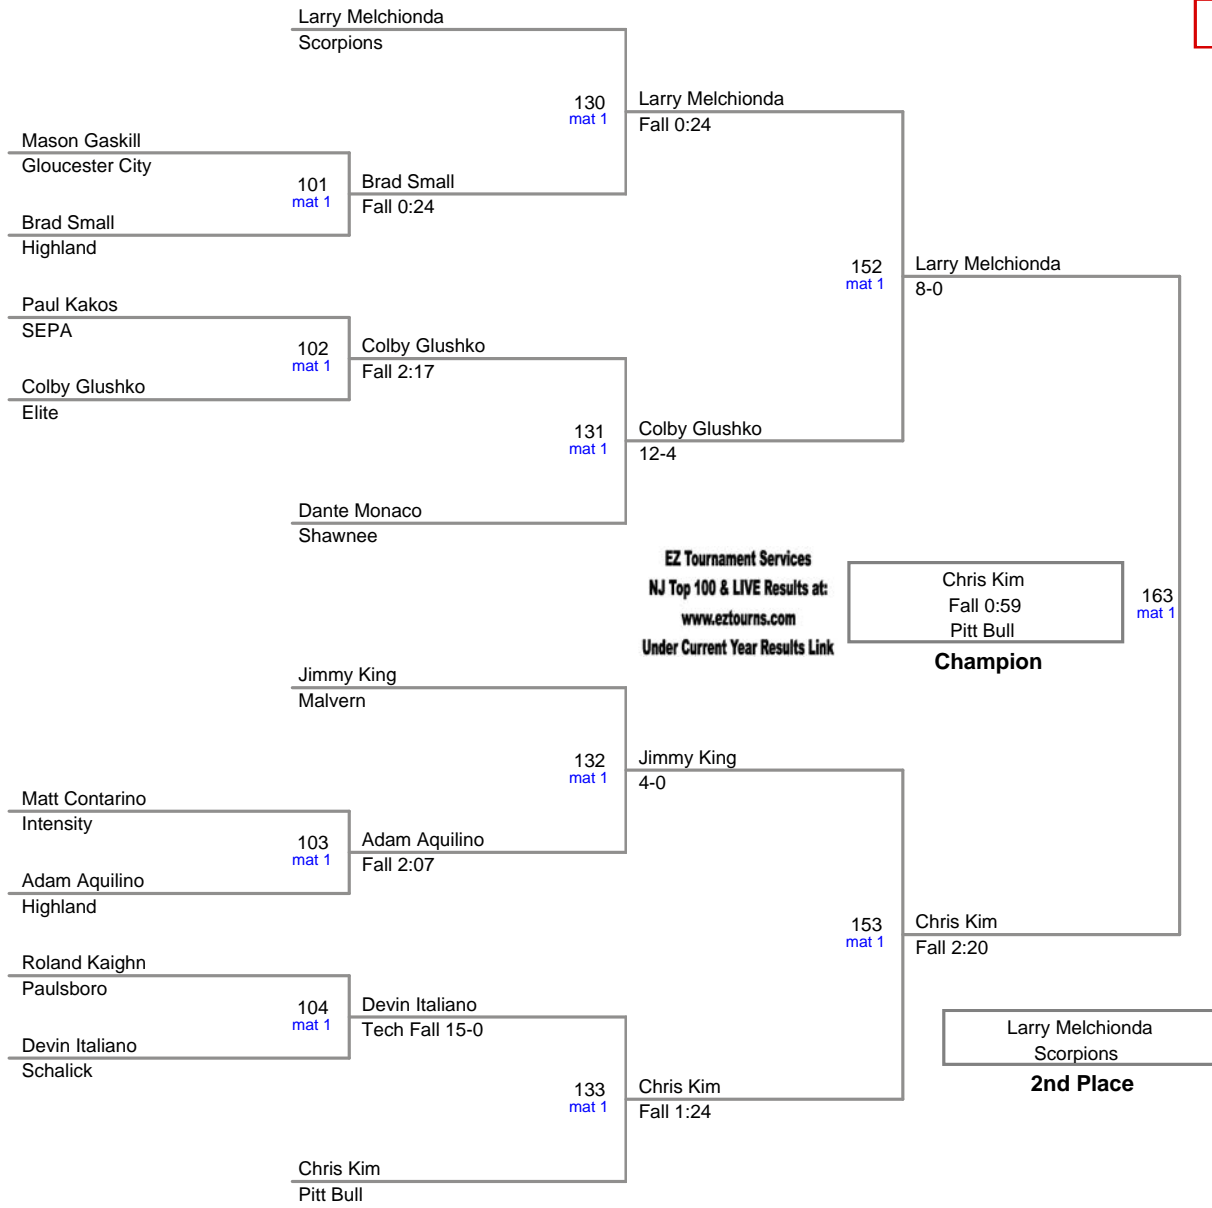 Larry Melchionda
Scorpions
130
mat 1
Larry Melchionda
Fall 0:24
Mason Gaskill
Gloucester City
101
mat 1
Brad Small
Fall 0:24
Brad Small
Highland
152
mat 1
Larry Melchionda
8-0
Paul Kakos
SEPA
102
mat 1
Colby Glushko
Fall 2:17
Colby Glushko
Elite
131
mat 1
Colby Glushko
12-4
Dante Monaco
Shawnee
EZ Tournament Services
NJ Top 100 & LIVE Results at:
www.eztourns.com
Under Current Year Results Link
Chris Kim
Fall 0:59
Pitt Bull
Champion
163
mat 1
Jimmy King
Malvern
132
mat 1
Jimmy King
4-0
Matt Contarino
Intensity
103
mat 1
Adam Aquilino
Fall 2:07
Adam Aquilino
Highland
153
mat 1
Chris Kim
Fall 2:20
Roland Kaighn
Paulsboro
104
mat 1
Devin Italiano
Tech Fall 15-0
Devin Italiano
Schalick
Larry Melchionda
Scorpions
2nd Place
133
mat 1
Chris Kim
Fall 1:24
Chris Kim
Pitt Bull